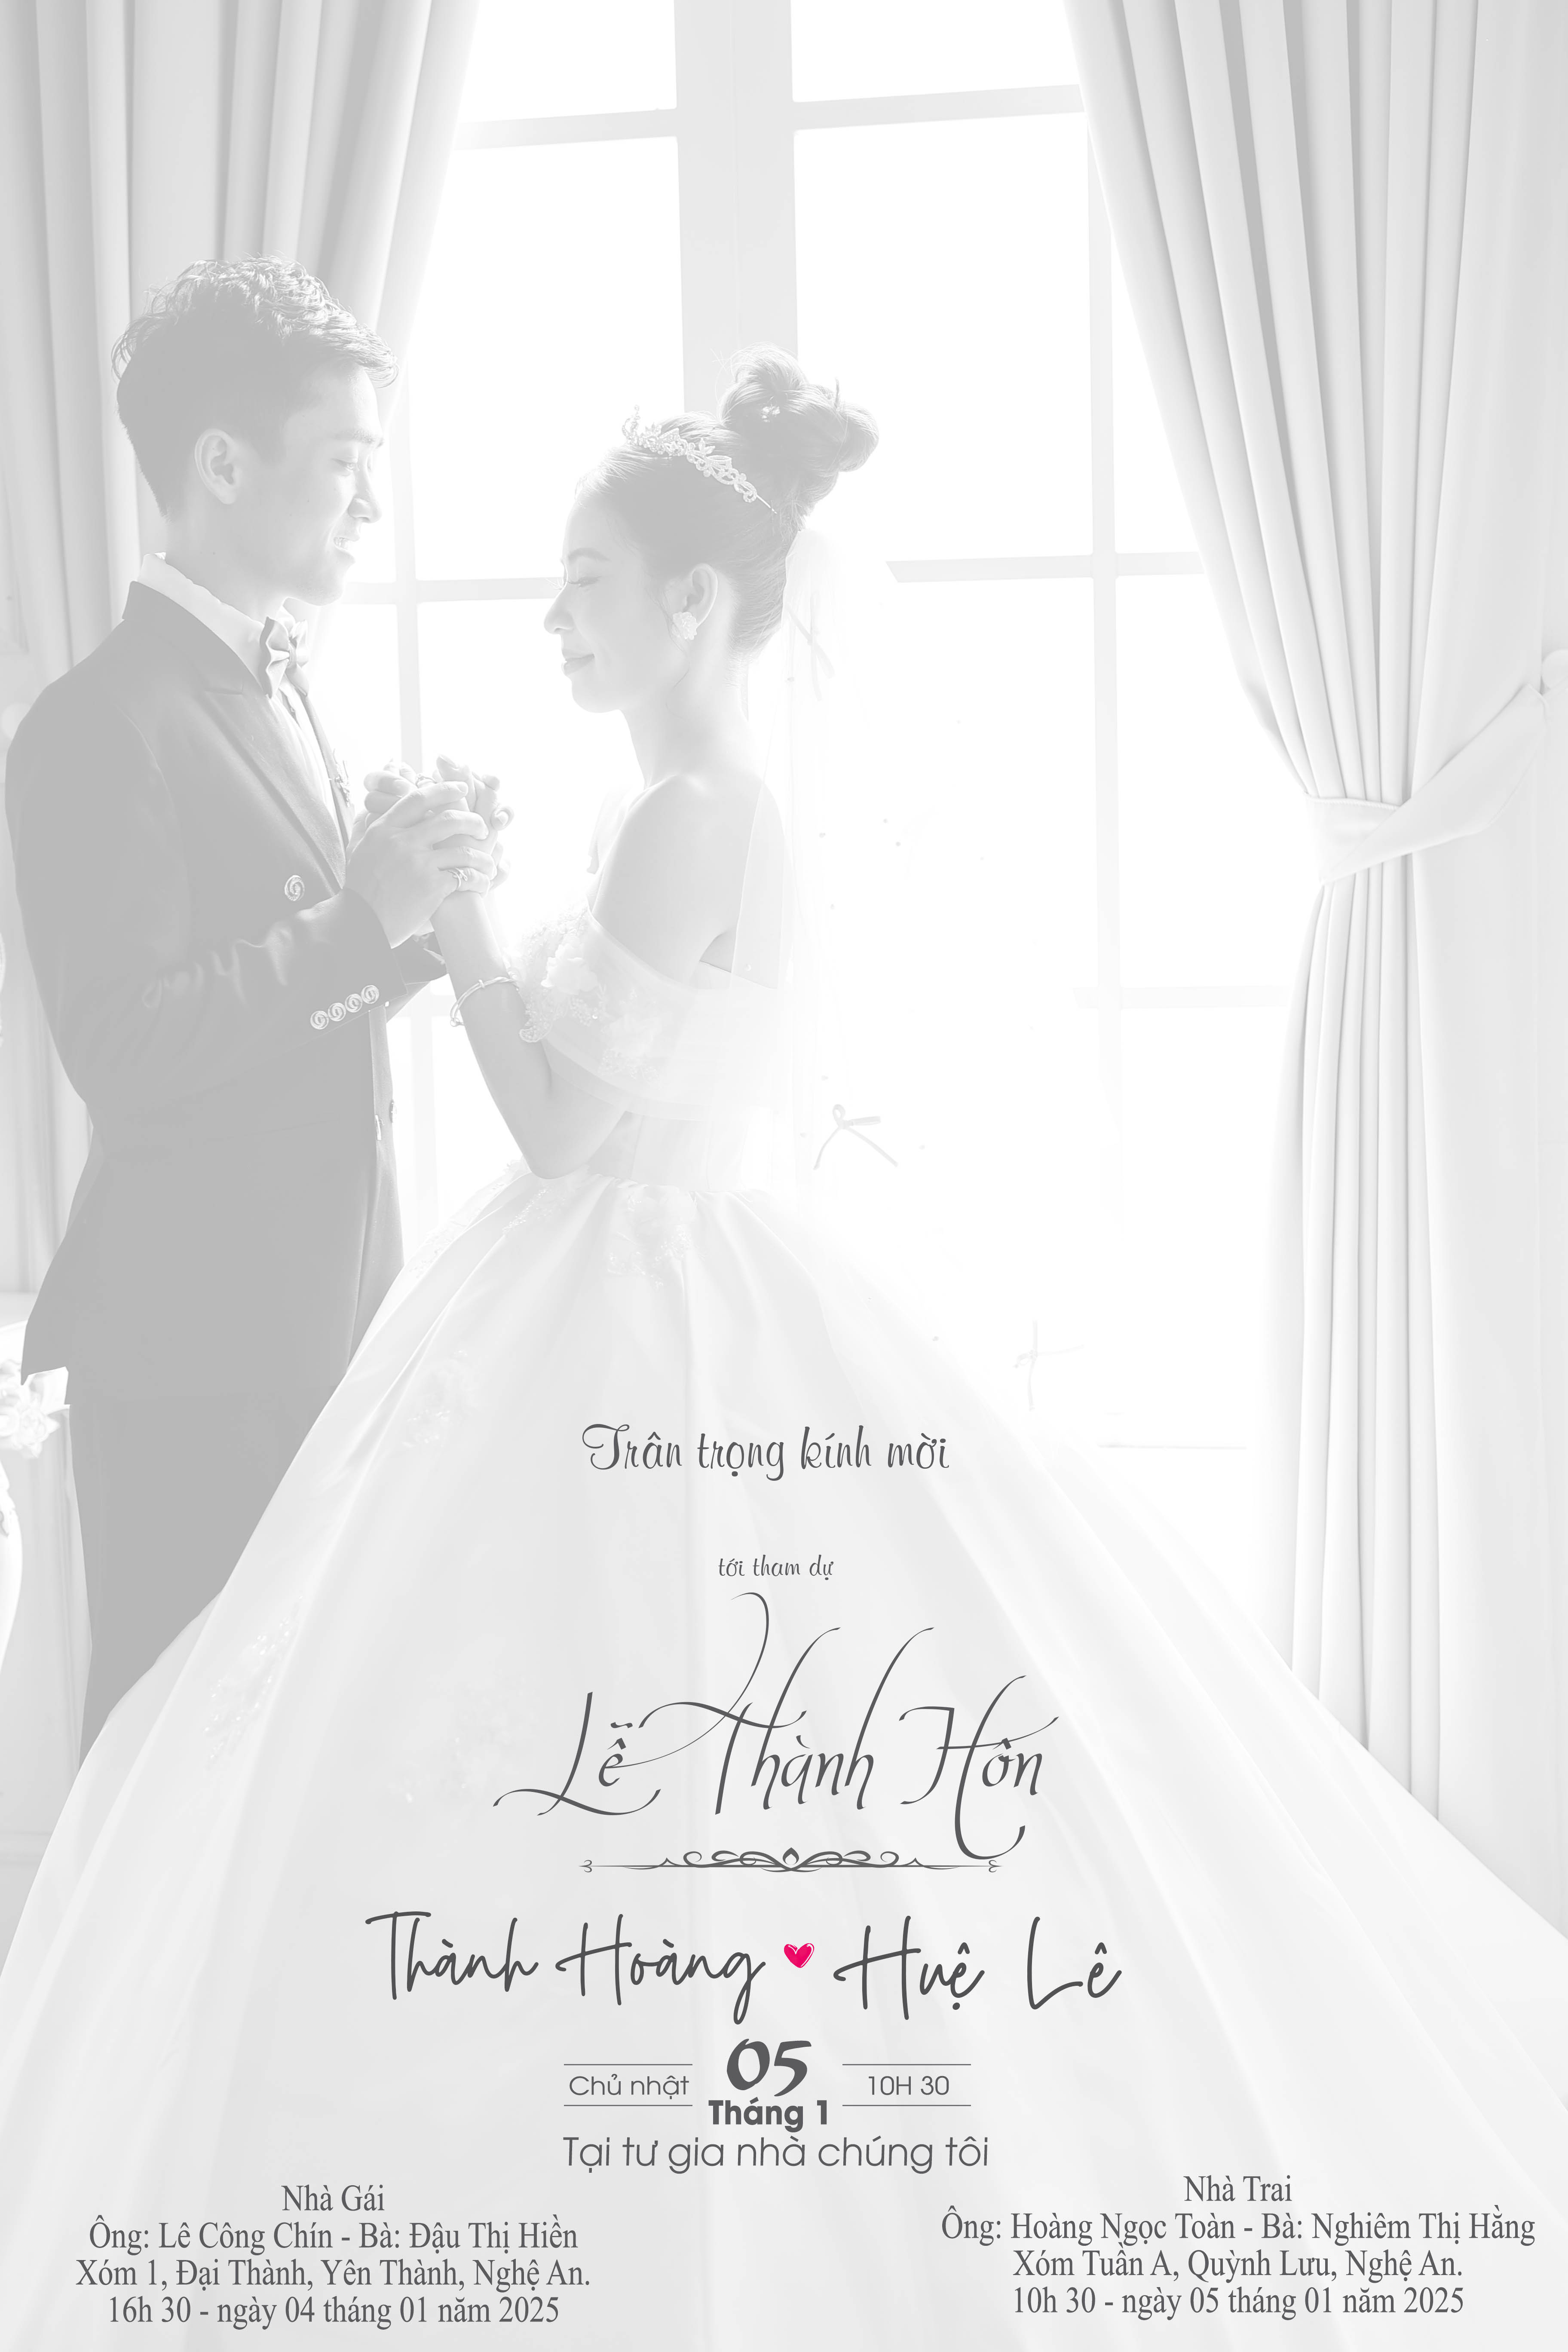 Trân trọng kính mời
tới tham dự
Lễ Thành Hôn
Thành Hoàng Huệ Lê
Chủ nhật 05 10H 30
Tháng 1
Tại tư gia nhà chúng tôi
Nhà Gái
Ông: Lê Công Chín - Bà: Đậu Thị Hiền
Xóm 1, Đại Thành, Yên Thành, Nghệ An.
16h 30 - ngày 04 tháng 01 năm 2025
Nhà Trai
Ông: Hoàng Ngọc Toàn - Bà: Nghiêm Thị Hằng
Xóm Tuần A, Quỳnh Lưu, Nghệ An.
10h 30 - ngày 05 tháng 01 năm 2025